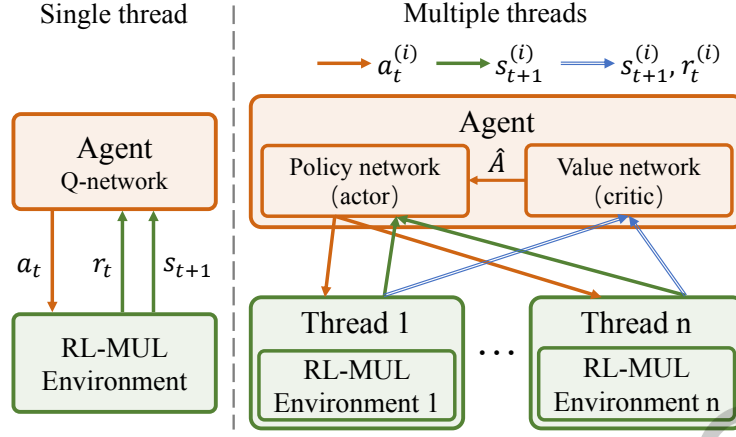 Single thread
Multiple threads
a_t^{(i)}
s_{t+1}^{(i)}
s_{t+1}^{(i)}, r_t^{(i)}
Agent
Q-network
a_t
r_t
s_{t+1}
RL-MUL
Environment
Agent
Policy network
(actor)
Â
Value network
(critic)
Thread 1
RL-MUL
Environment 1
...
Thread n
RL-MUL
Environment n